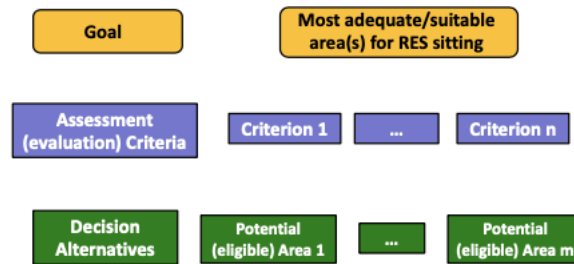 Goal
Most adequate/suitable
area(s) for RES sitting
Assessment
(evaluation) Criteria
Criterion 1
...
Criterion n
Decision
Alternatives
Potential
(eligible) Area 1
...
Potential
(eligible) Area m